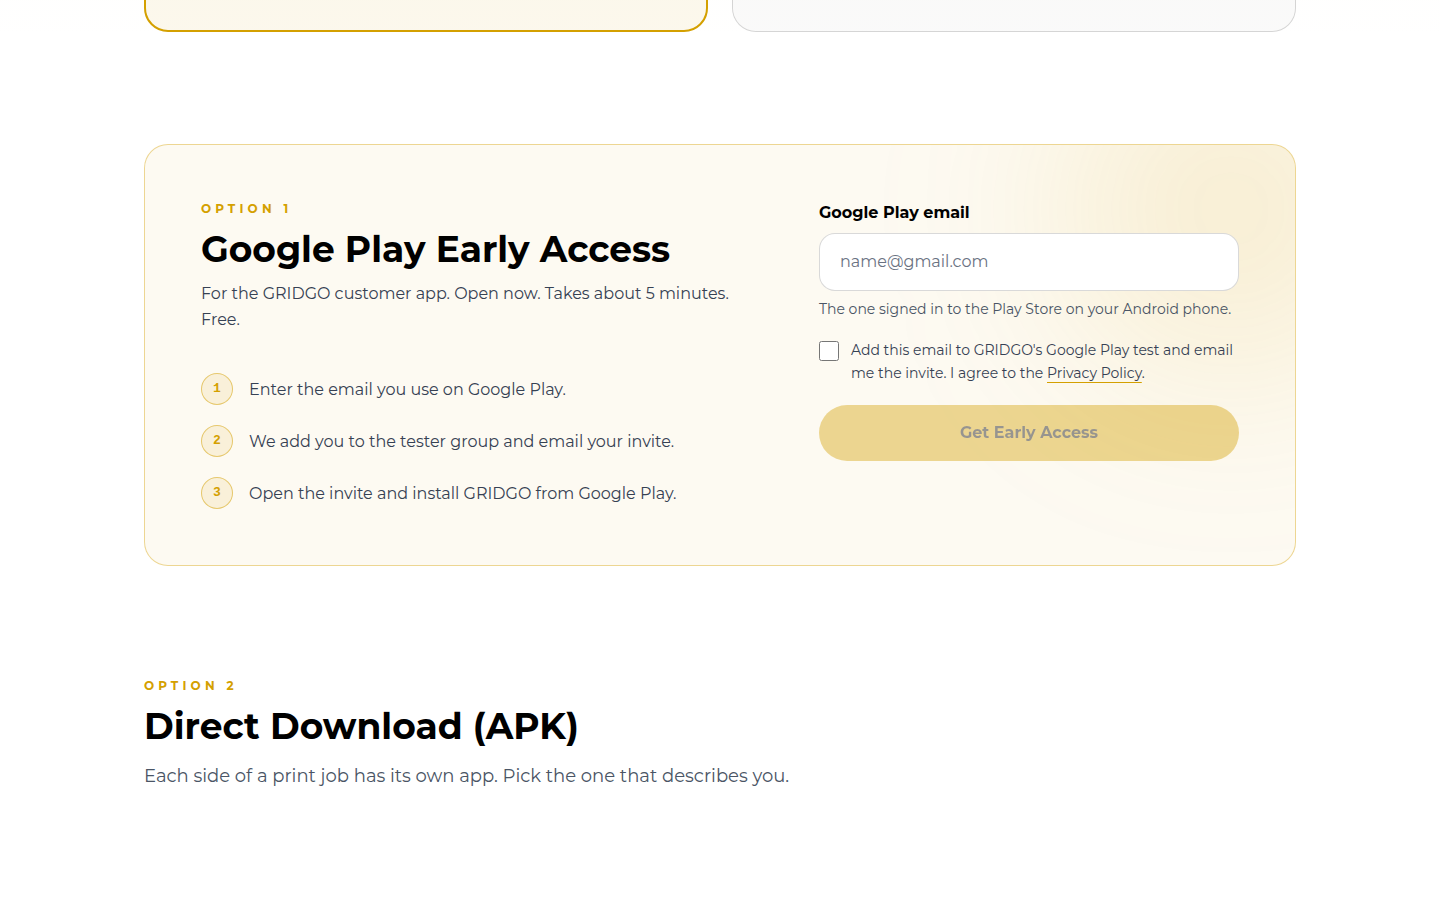 OPTION 1
Google Play Early Access
For the GRIDGO customer app. Open now. Takes about 5 minutes.
Free.
1 Enter the email you use on Google Play.
2 We add you to the tester group and email your invite.
3 Open the invite and install GRIDGO from Google Play.
Google Play email
name@gmail.com
The one signed in to the Play Store on your Android phone.
Add this email to GRIDGO's Google Play test and email
me the invite. I agree to the Privacy Policy.
Get Early Access
OPTION 2
Direct Download (APK)
Each side of a print job has its own app. Pick the one that describes you.